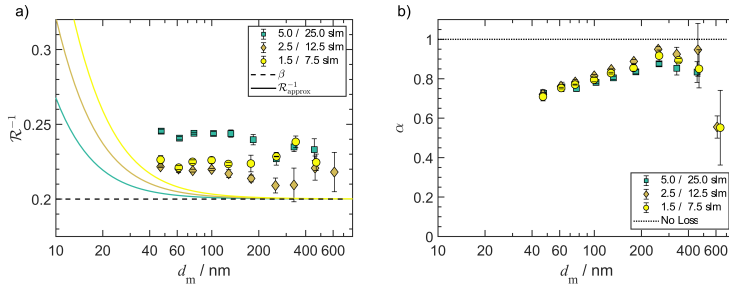 a)
0.3
0.25
0.2
ℛ⁻¹
5.0 / 25.0 slm
2.5 / 12.5 slm
1.5 / 7.5 slm
β
ℛ⁻¹approx
10 20 40 60 100 200 400 600
dm / nm
b)
1
0.8
0.6
0.4
0.2
0
α
5.0 / 25.0 slm
2.5 / 12.5 slm
1.5 / 7.5 slm
No Loss
10 20 40 60 100 200 400 600
dm / nm